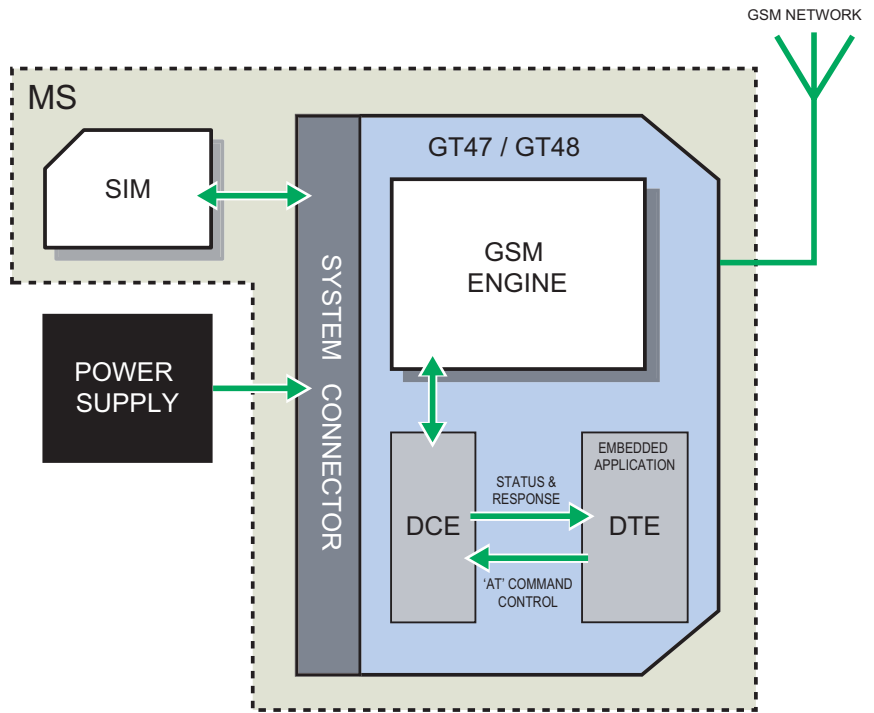 GSM NETWORK
MS
GT47 / GT48
SIM
GSM
ENGINE
SYSTEM CONNECTOR
POWER
SUPPLY
EMBEDDED
APPLICATION
STATUS &
RESPONSE
DCE
DTE
‘AT’ COMMAND
CONTROL